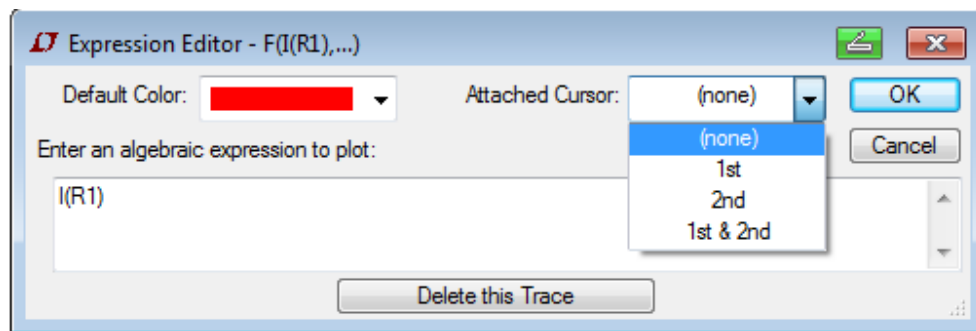 Expression Editor - F(I(R1),...)
Default Color: Attached Cursor: (none) OK
(none) Cancel
Enter an algebraic expression to plot:
1st
I(R1)
2nd
1st & 2nd
Delete this Trace